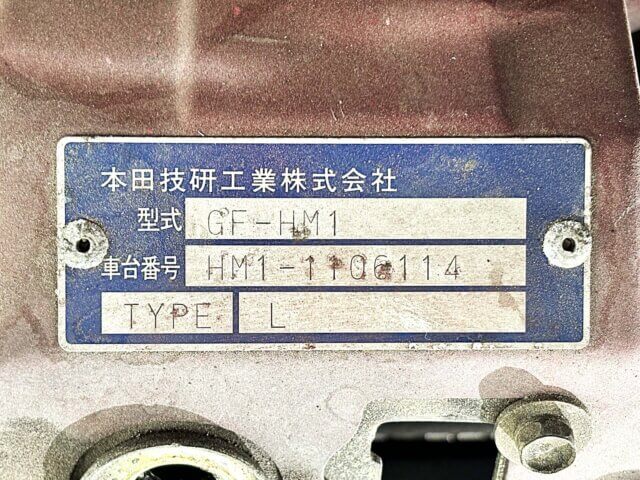 本田技研工業株式会社
型式 GF-HM1
車台番号 HM1-1106114
TYPE L